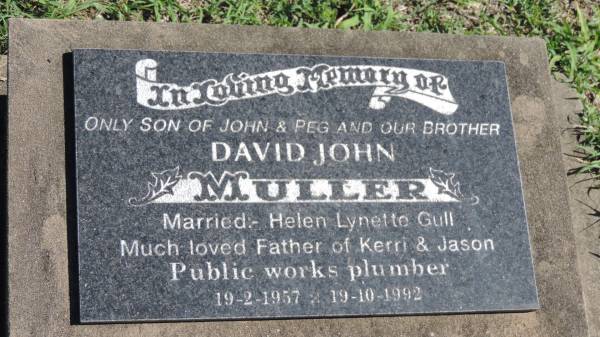 In Loving Memory of
ONLY SON OF JOHN & PEG AND OUR BROTHER
DAVID JOHN
MULLER
Married:- Helen Lynette Gull
Much loved Father of Kerri & Jason
Public works plumber
19-2-1957 : 19-10-1992